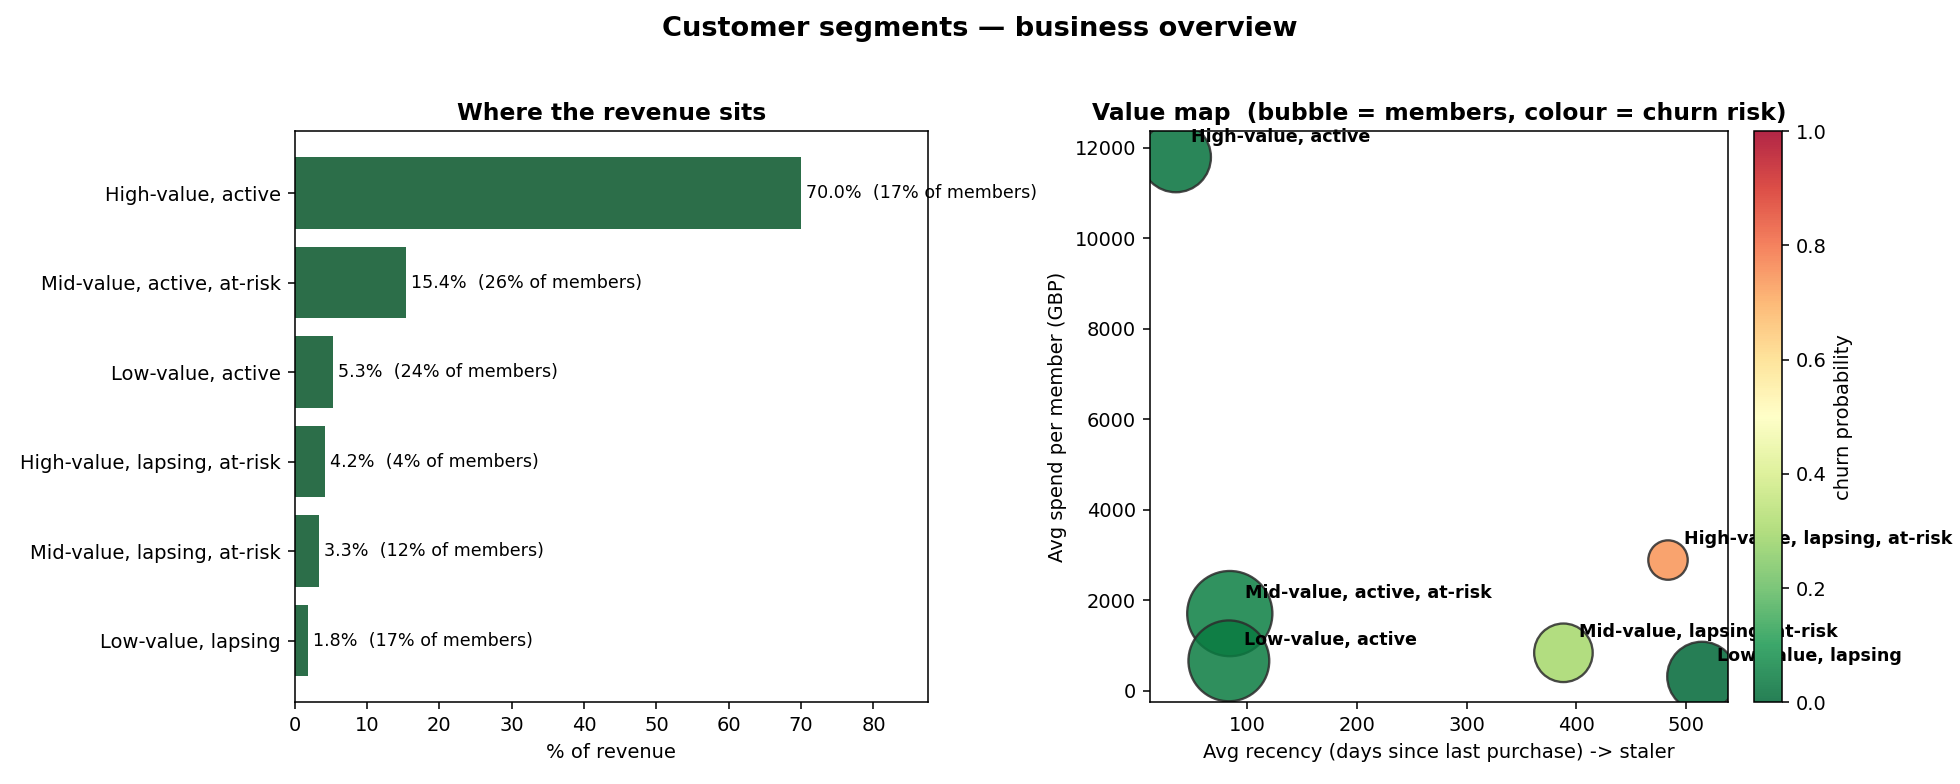 Customer segments — business overview
Where the revenue sits
High-value, active
70.0%  (17% of members)
Mid-value, active, at-risk
15.4%  (26% of members)
Low-value, active
5.3%  (24% of members)
High-value, lapsing, at-risk
4.2%  (4% of members)
Mid-value, lapsing, at-risk
3.3%  (12% of members)
Low-value, lapsing
1.8%  (17% of members)
0 10 20 30 40 50 60 70 80
% of revenue
Value map  (bubble = members, colour = churn risk)
Avg spend per member (GBP)
12000
10000
8000
6000
4000
2000
0
High-value, active
High-value, lapsing, at-risk
Mid-value, active, at-risk
Mid-value, lapsing, at-risk
Low-value, active
Low-value, lapsing
100 200 300 400 500
Avg recency (days since last purchase) -> staler
1.0
0.8
0.6
0.4
0.2
0.0
churn probability